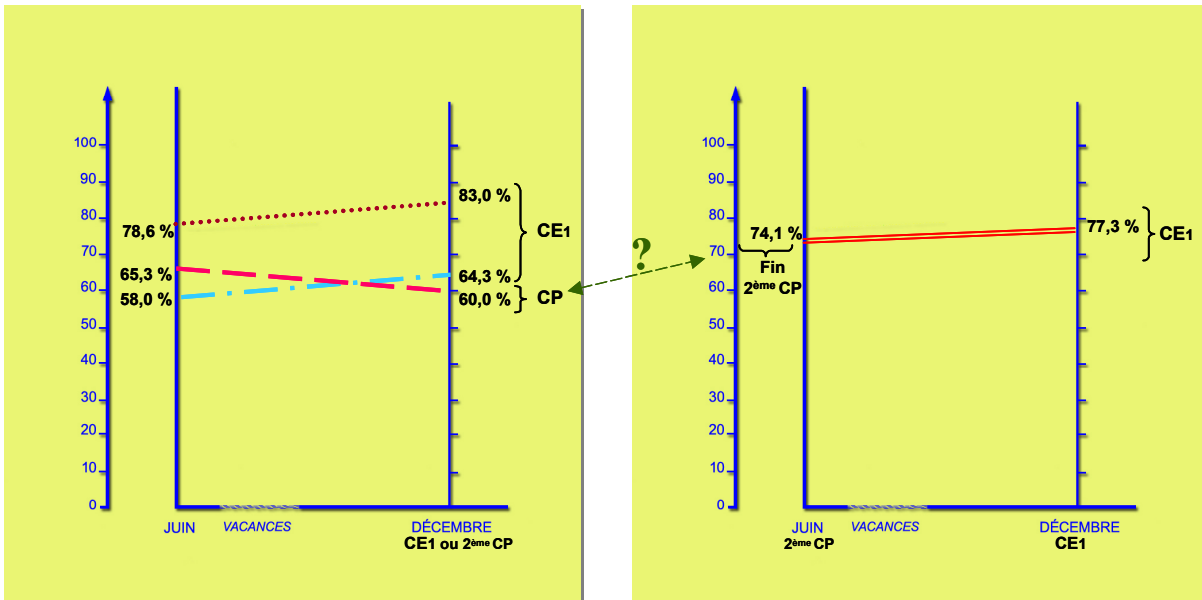 100
90
80
70
60
50
40
30
20
10
0
78,6 %
65,3 %
58,0 %
83,0 %
64,3 %
60,0 %
CE1
CP
JUIN
VACANCES
DÉCEMBRE
CE1 ou 2ème CP
?
100
90
80
70
60
50
40
30
20
10
0
74,1 %
Fin
2ème CP
77,3 %
CE1
JUIN
2ème CP
VACANCES
DÉCEMBRE
CE1